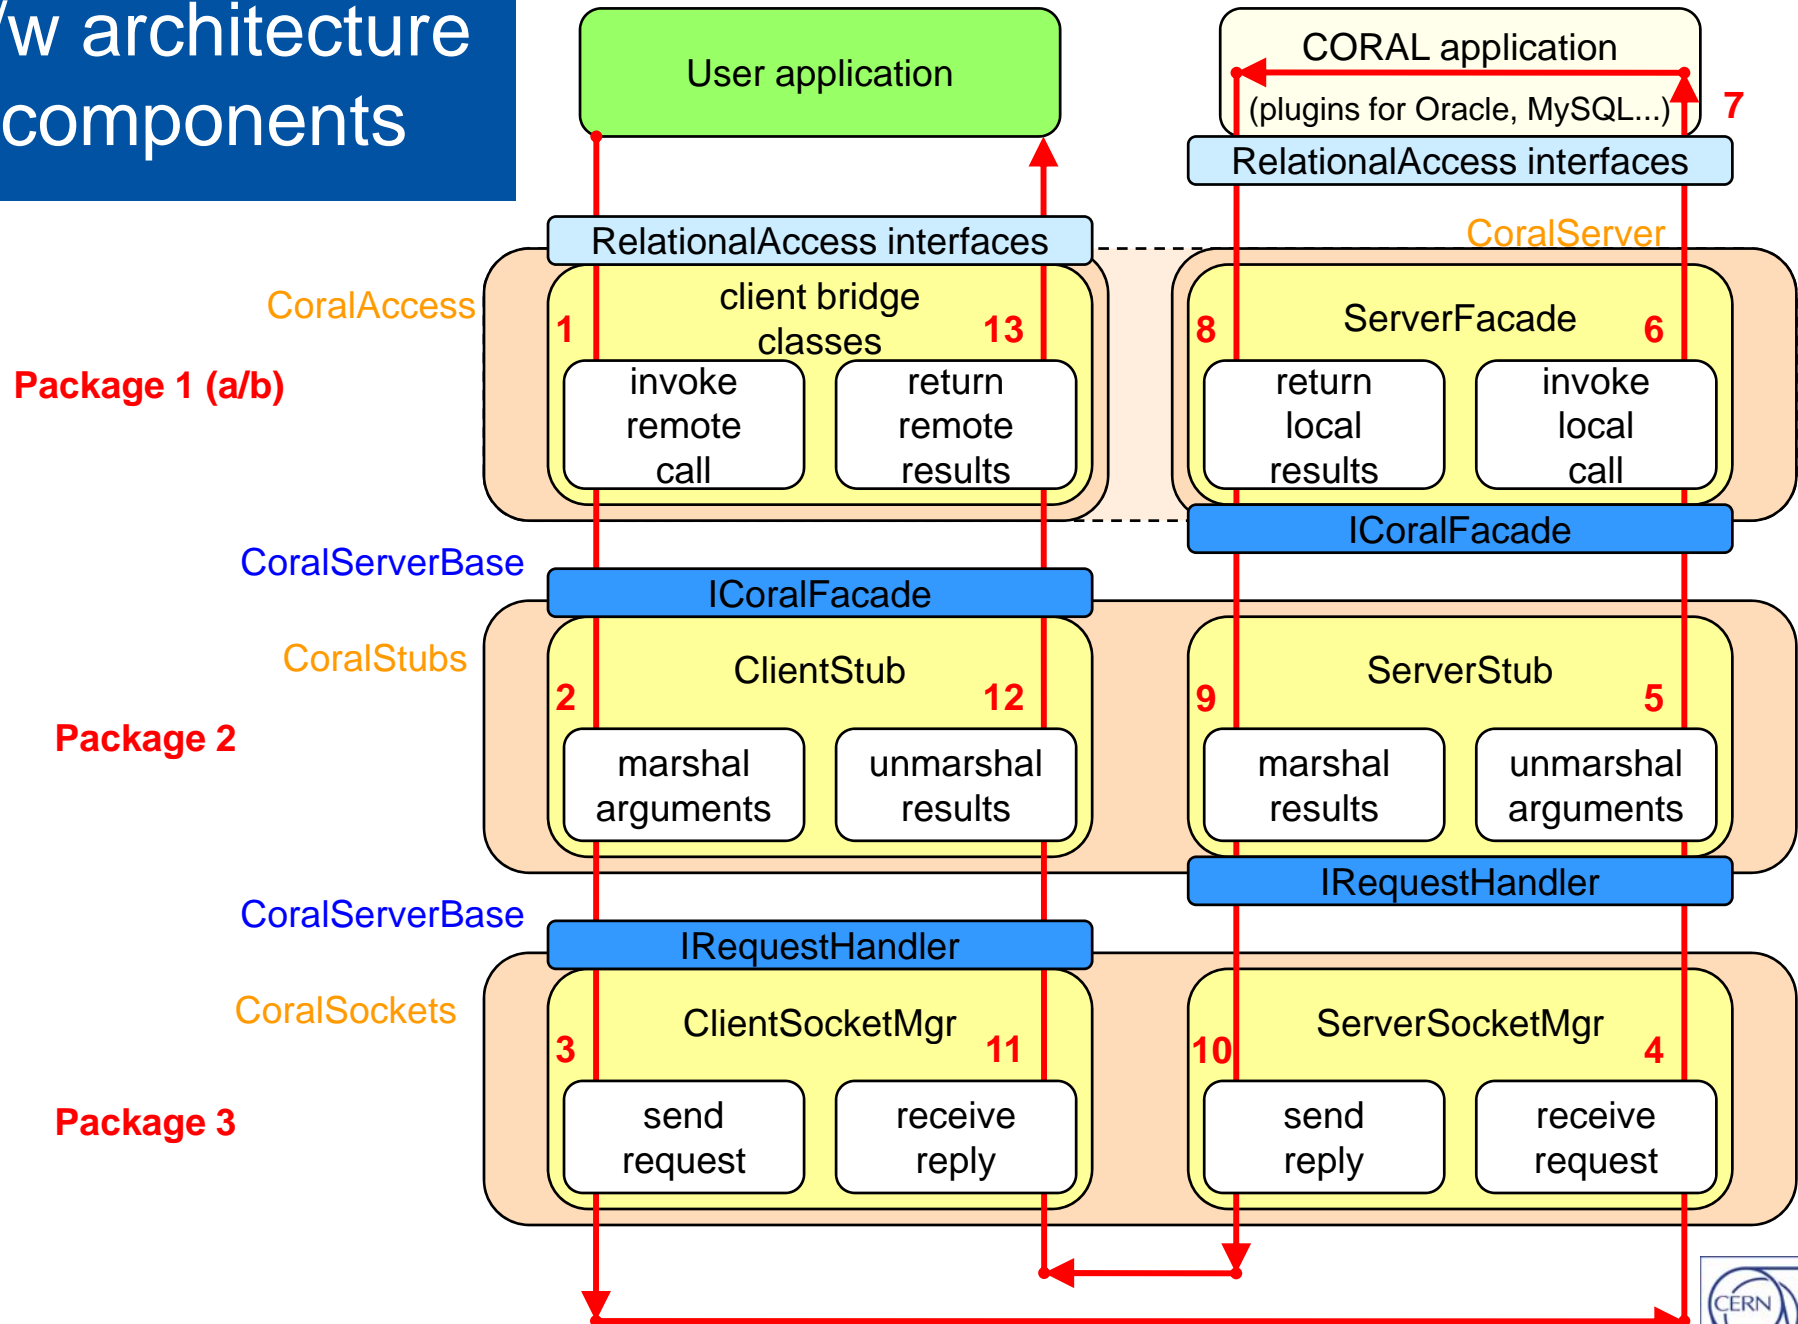 /w architecture
components
User application
CORAL application
(plugins for Oracle, MySQL...)
7
RelationalAccess interfaces
RelationalAccess interfaces
CoralServer
CoralAccess
client bridge
classes
1
13
ServerFacade
8
6
Package 1 (a/b)
invoke
remote
call
return
remote
results
return
local
results
invoke
local
call
ICoralFacade
CoralServerBase
ICoralFacade
CoralStubs
ClientStub
2
12
ServerStub
9
5
Package 2
marshal
arguments
unmarshal
results
marshal
results
unmarshal
arguments
IRequestHandler
CoralServerBase
IRequestHandler
CoralSockets
ClientSocketMgr
3
11
ServerSocketMgr
10
4
Package 3
send
request
receive
reply
send
reply
receive
request
CERN